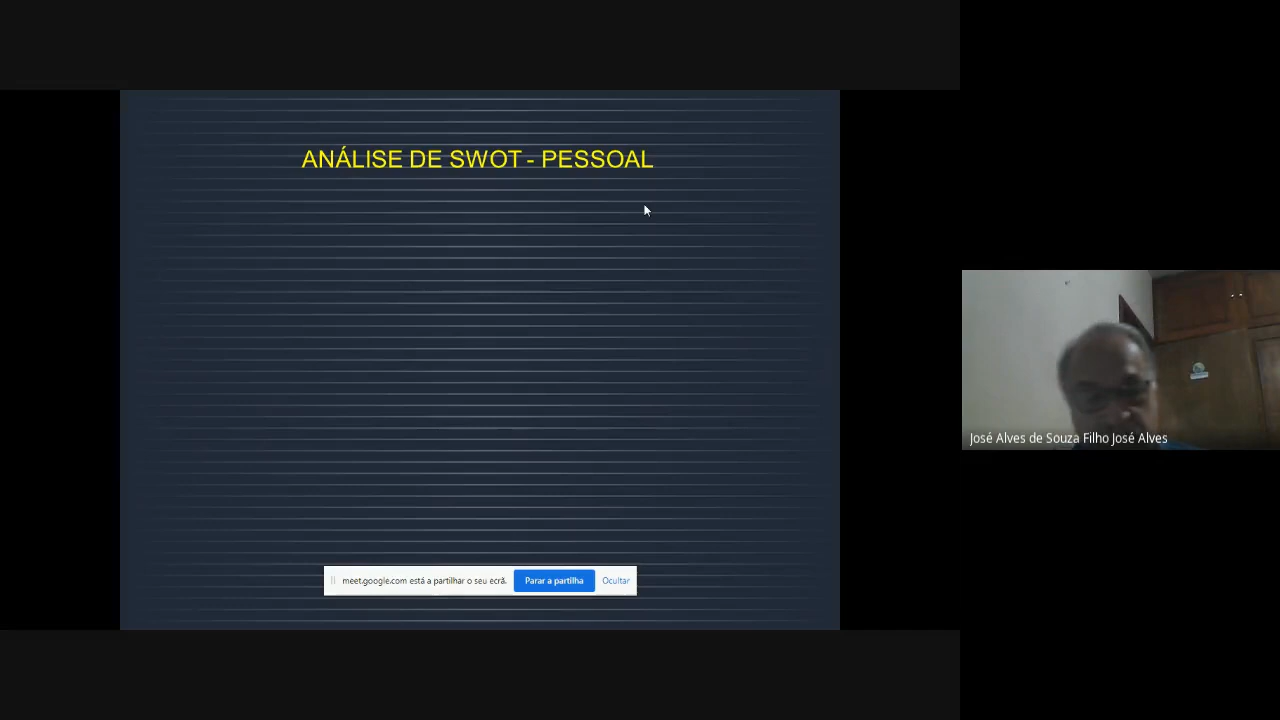 ANÁLISE DE SWOT - PESSOAL
meet.google.com está a partilhar o seu ecrã. Parar a partilha Ocultar
José Alves de Souza Filho José Alves